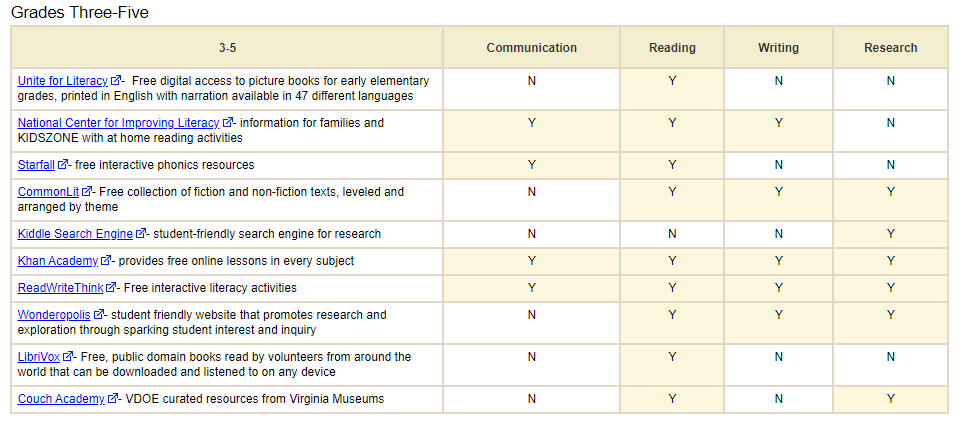 Grades Three-Five
3-5 Communication Reading Writing Research
Unite for Literacy - Free digital access to picture books for early elementary
grades, printed in English with narration available in 47 different languages N Y N N
National Center for Improving Literacy - information for families and
KIDSZONE with at home reading activities Y Y Y N
Starfall - free interactive phonics resources Y Y N N
CommonLit - Free collection of fiction and non-fiction texts, leveled and
arranged by theme N Y Y Y
Kiddle Search Engine - student-friendly search engine for research N N N Y
Khan Academy - provides free online lessons in every subject Y Y Y Y
ReadWriteThink - Free interactive literacy activities Y Y Y Y
Wonderopolis - student friendly website that promotes research and
exploration through sparking student interest and inquiry N Y Y Y
LibriVox - Free, public domain books read by volunteers from around the
world that can be downloaded and listened to on any device N Y N N
Couch Academy - VDOE curated resources from Virginia Museums N Y N Y